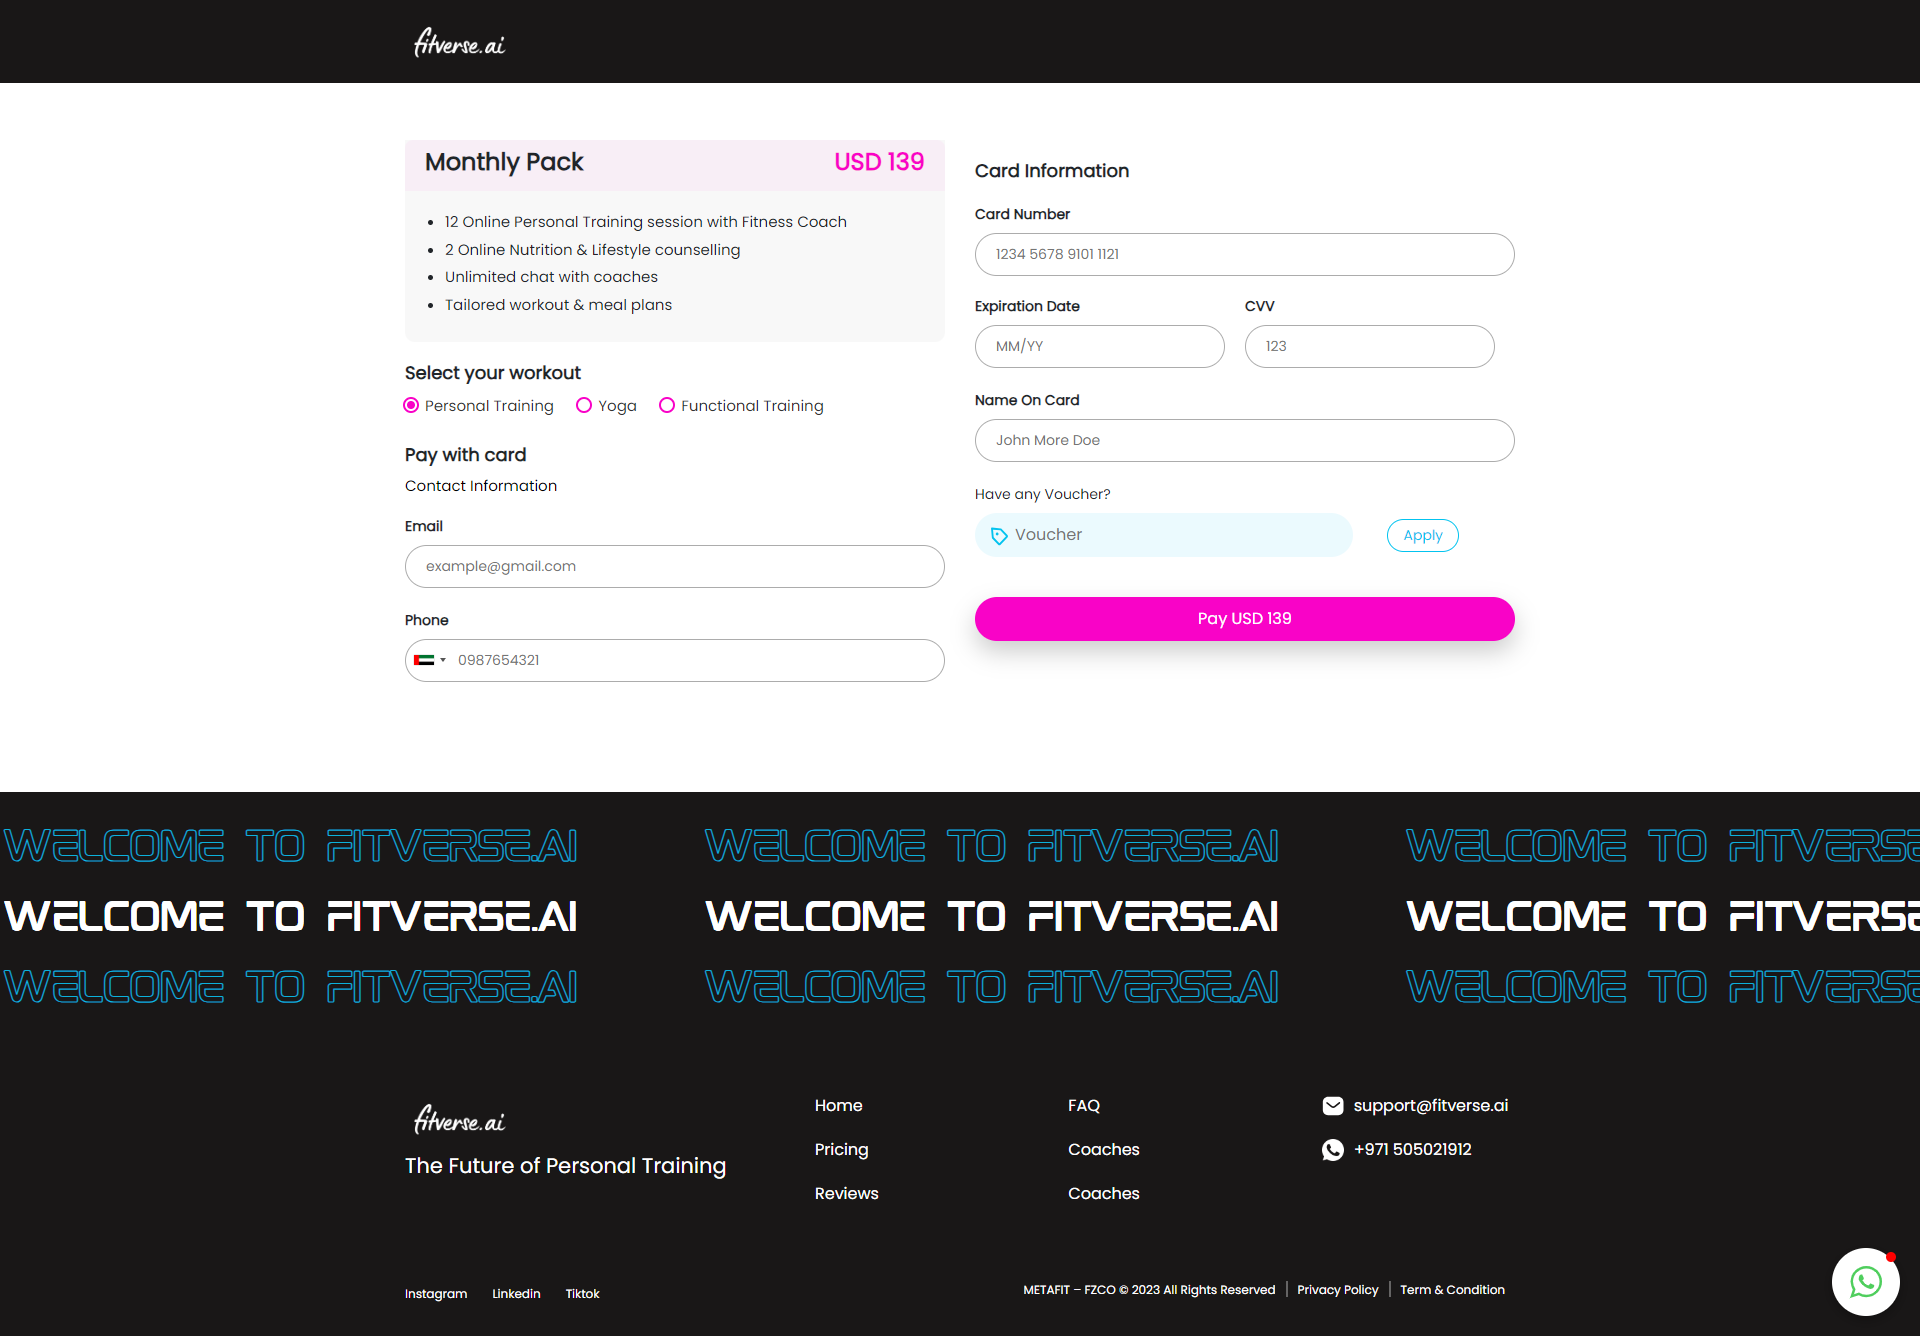 fitverse.ai
Monthly Pack USD 139
12 Online Personal Training session with Fitness Coach
2 Online Nutrition & Lifestyle counselling
Unlimited chat with coaches
Tailored workout & meal plans
Select your workout
Personal Training Yoga Functional Training
Pay with card
Contact Information
Email
example@gmail.com
Phone
0987654321
Card Information
Card Number
1234 5678 9101 1121
Expiration Date CVV
MM/YY 123
Name On Card
John More Doe
Have any Voucher?
Voucher Apply
Pay USD 139
WELCOME TO FITVERSE.AI WELCOME TO FITVERSE.AI WELCOME TO FITVERSE
WELCOME TO FITVERSE.AI WELCOME TO FITVERSE.AI WELCOME TO FITVERSE
WELCOME TO FITVERSE.AI WELCOME TO FITVERSE.AI WELCOME TO FITVERSE
fitverse.ai
The Future of Personal Training
Home
Pricing
Reviews
FAQ
Coaches
Coaches
support@fitverse.ai
+971 505021912
Instagram Linkedin Tiktok
METAFIT – FZCO © 2023 All Rights Reserved | Privacy Policy | Term & Condition